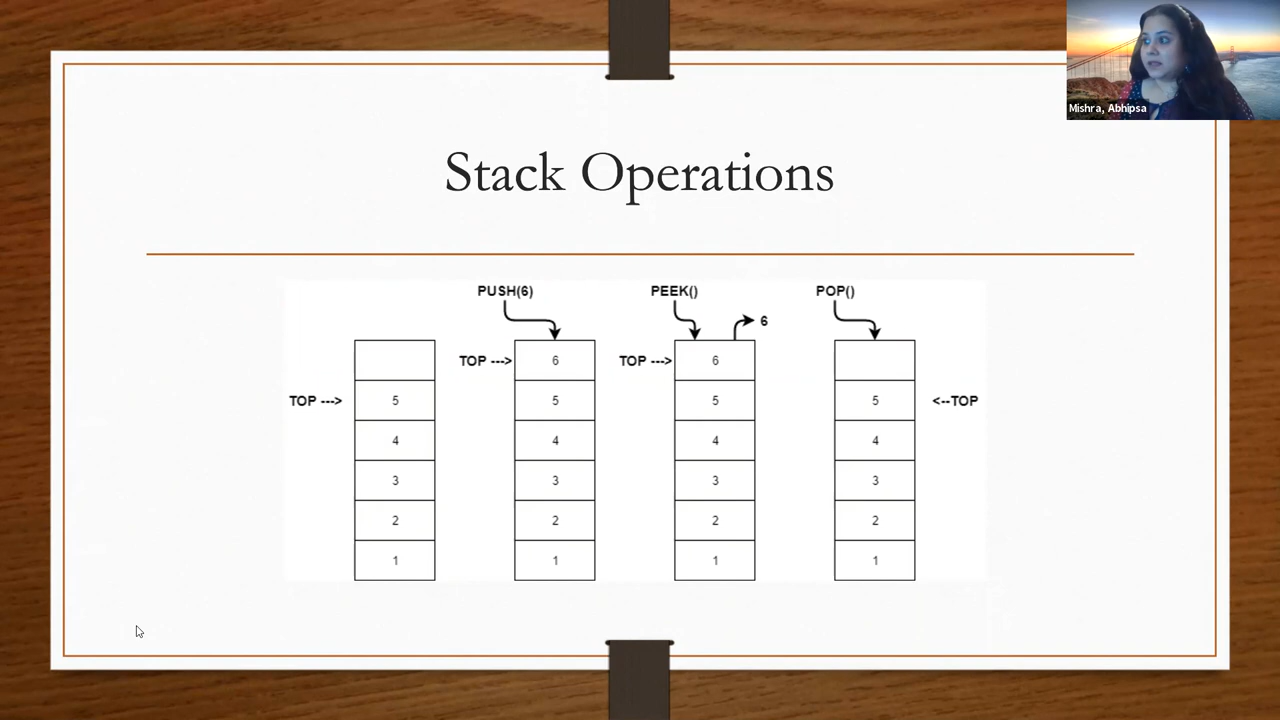 Mishra, Abhipsa
Stack Operations
PUSH(6)
PEEK()
POP()
6
TOP --->
6
TOP --->
6
TOP --->
5
5
5
5
<--TOP
4
4
4
4
3
3
3
3
2
2
2
2
1
1
1
1